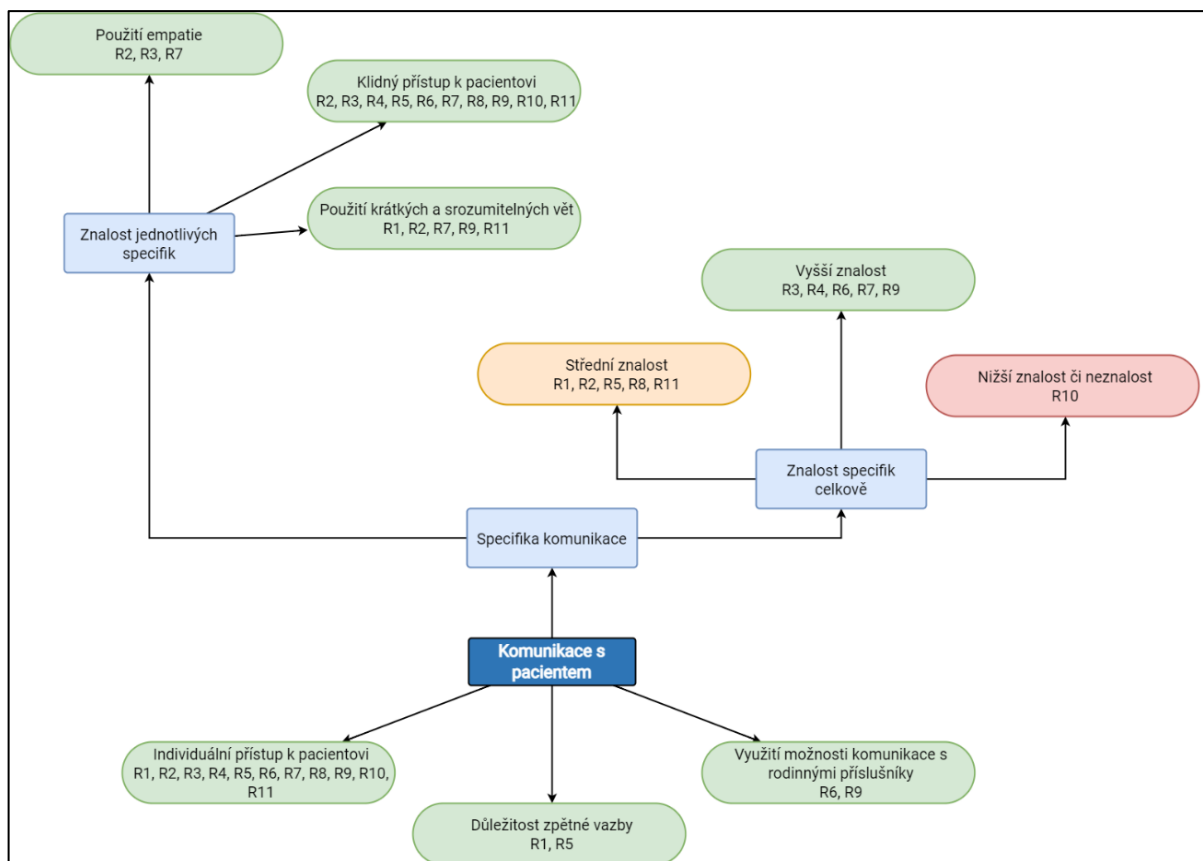 Použití empatie
R2, R3, R7
Klidný přístup k pacientovi
R2, R3, R4, R5, R6, R7, R8, R9, R10, R11
Použití krátkých a srozumitelných vět
R1, R2, R7, R9, R11
Znalost jednotlivých
specifik
Vyšší znalost
R3, R4, R6, R7, R9
Střední znalost
R1, R2, R5, R8, R11
Nižší znalost či neznalost
R10
Znalost specifik
celkově
Specifika komunikace
Komunikace s
pacientem
Individuální přístup k pacientovi
R1, R2, R3, R4, R5, R6, R7, R8, R9, R10,
R11
Využití možnosti komunikace s
rodinnými příslušníky
R6, R9
Důležitost zpětné vazby
R1, R5